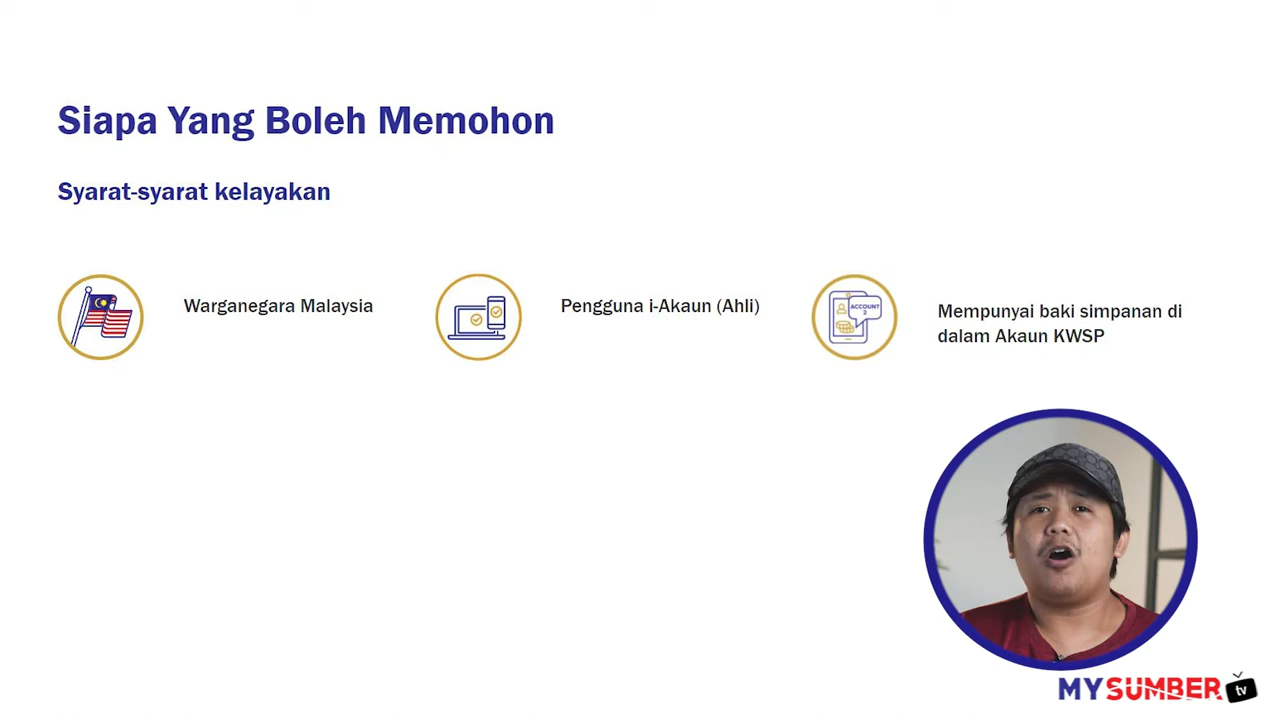 Siapa Yang Boleh Memohon
Syarat-syarat kelayakan
Warganegara Malaysia
Pengguna i-Akaun (Ahli)
ACCOUNT
2
Mempunyai baki simpanan di
dalam Akaun KWSP
MYSUMBER tv